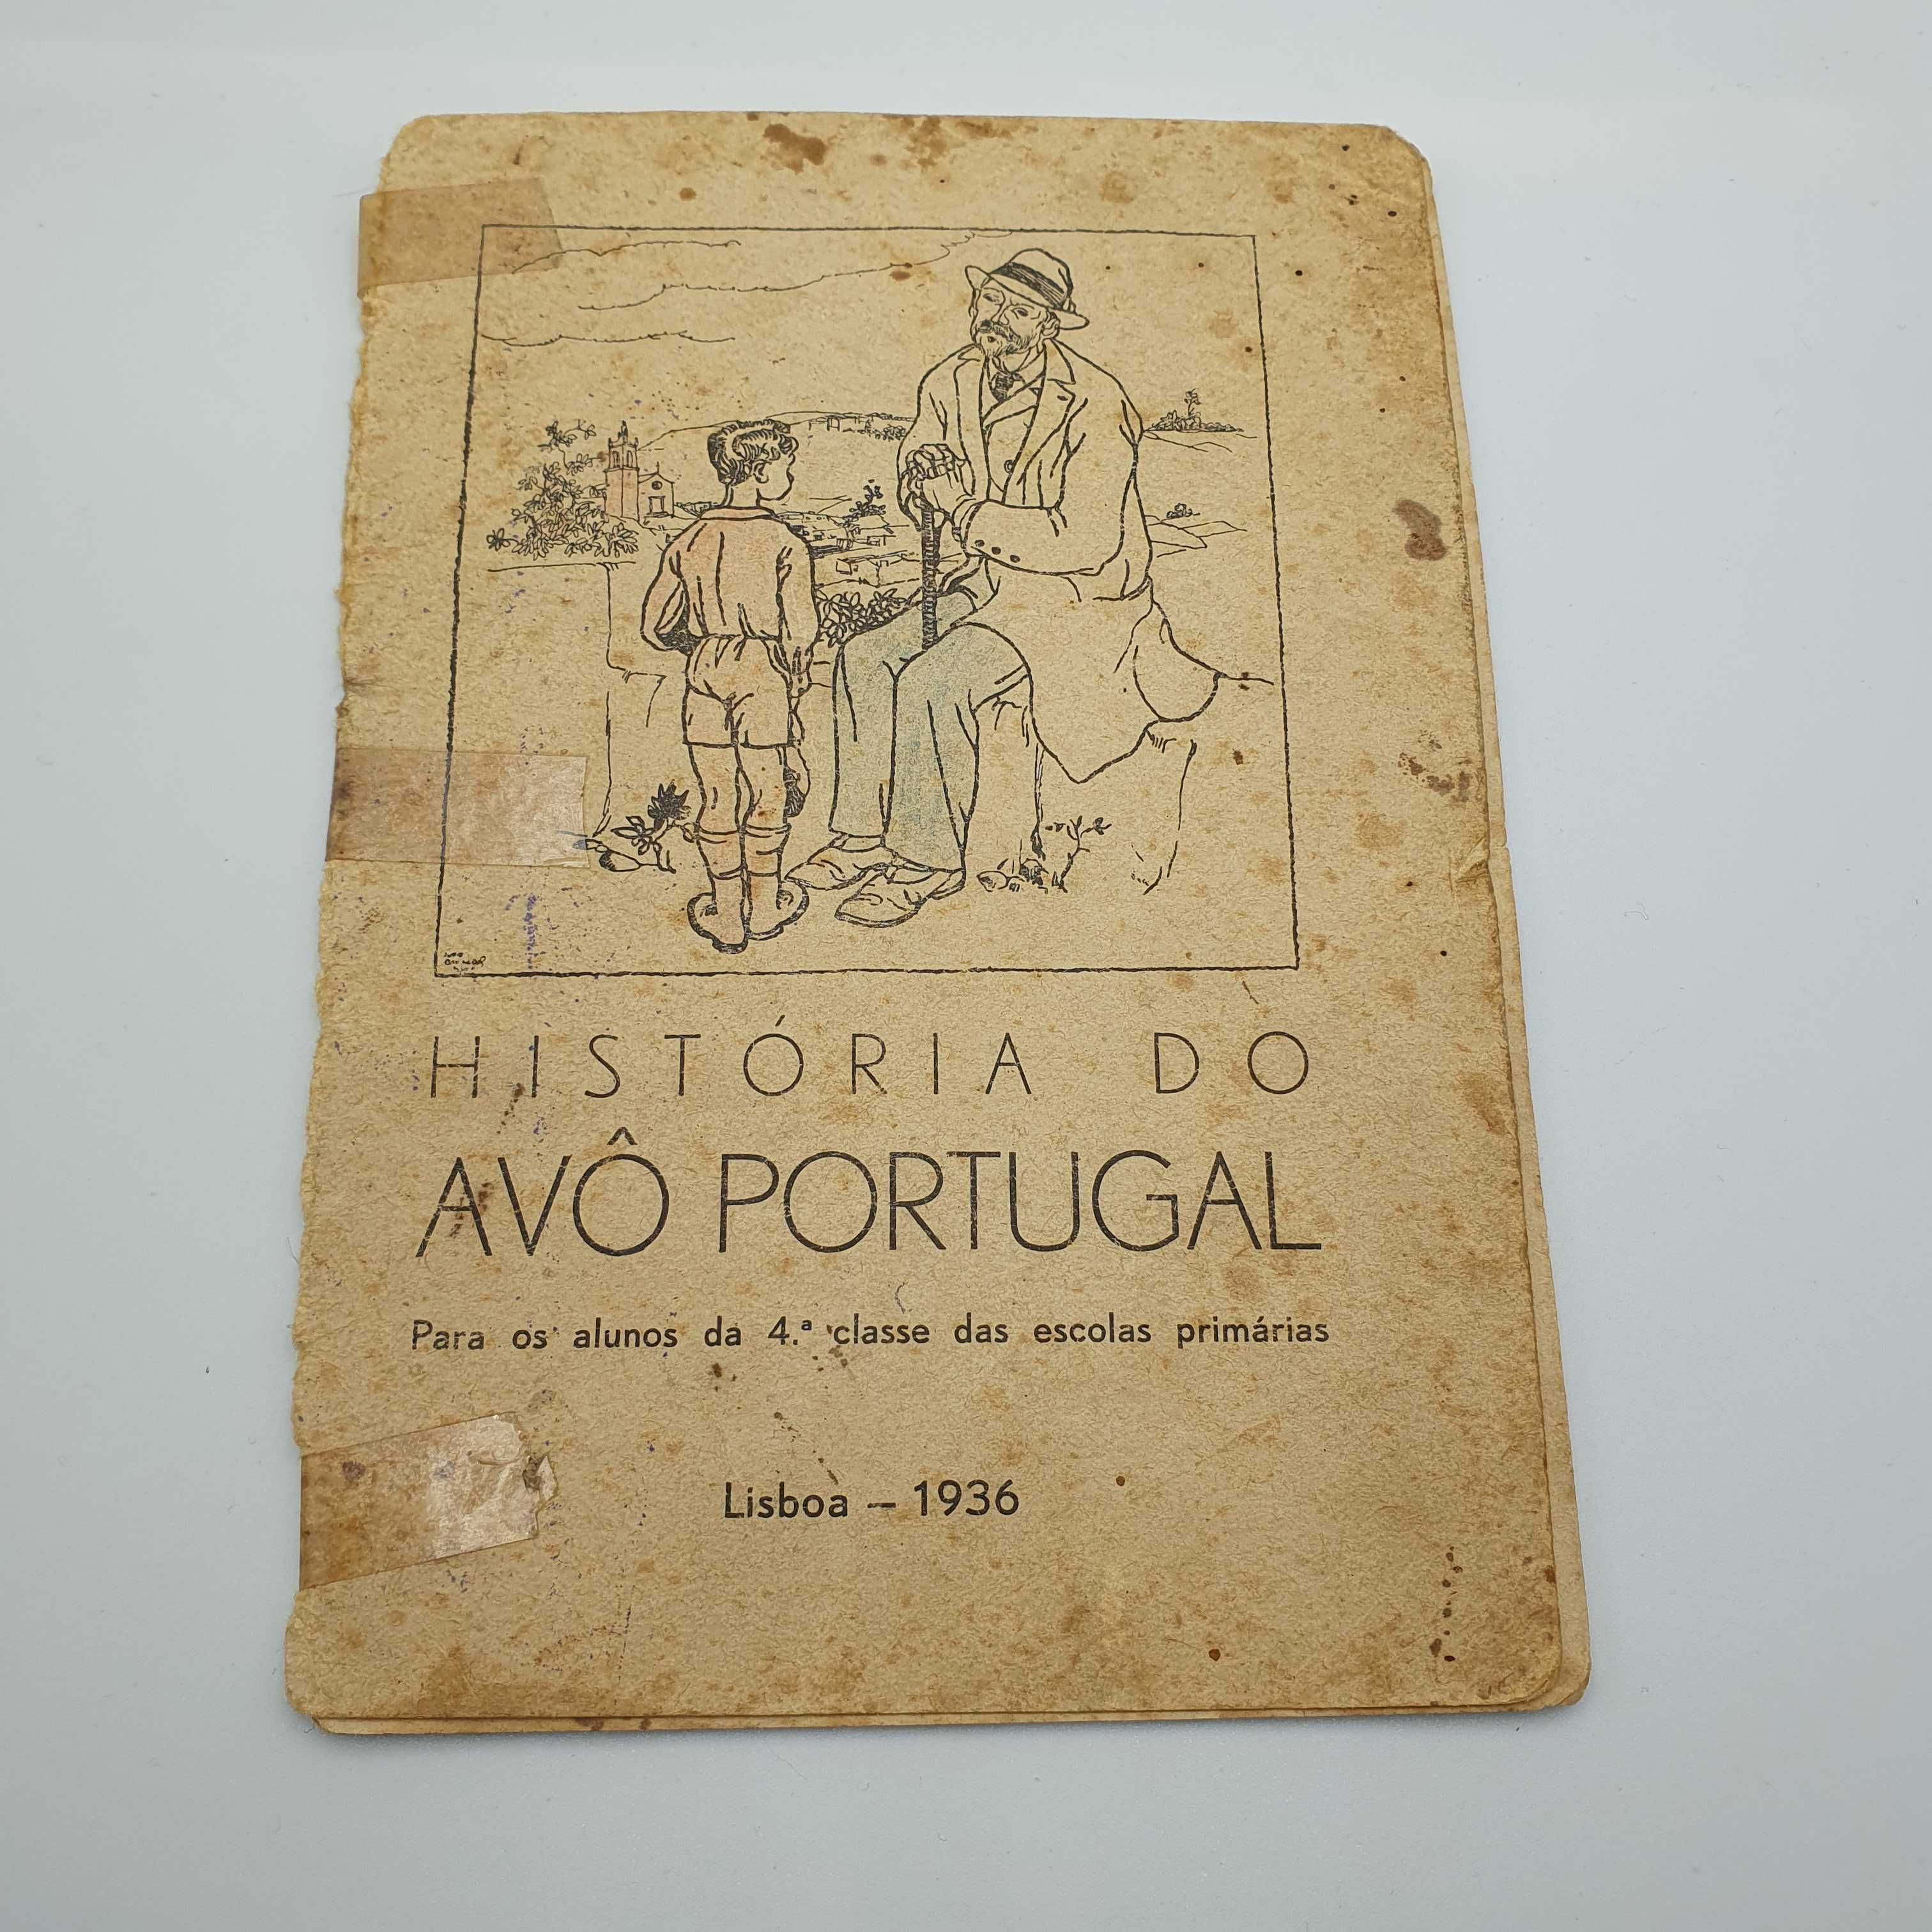 HISTÓRIA DO
AVÔ PORTUGAL
Para os alunos da 4.ª classe das escolas primárias
Lisboa – 1936